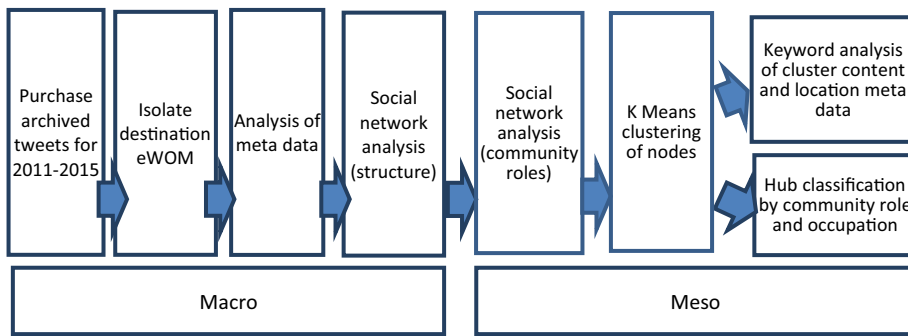 Purchase
archived
tweets for
2011-2015
Isolate
destination
eWOM
Analysis of
meta data
Social
network
analysis
(structure)
Social
network
analysis
(community
roles)
K Means
clustering
of nodes
Keyword analysis
of cluster content
and location meta
data
Hub classification
by community role
and occupation
Macro
Meso